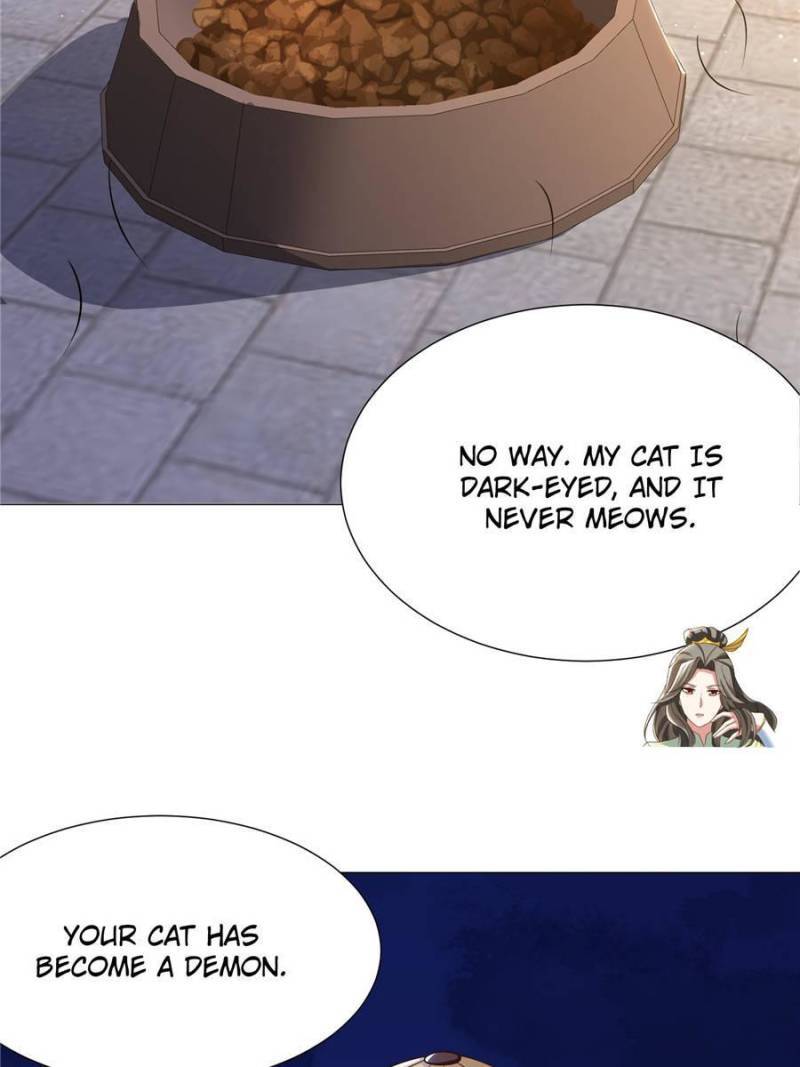 NO WAY. MY CAT IS
DARK-EYED, AND IT
NEVER MEOWS.
YOUR CAT HAS
BECOME A DEMON.